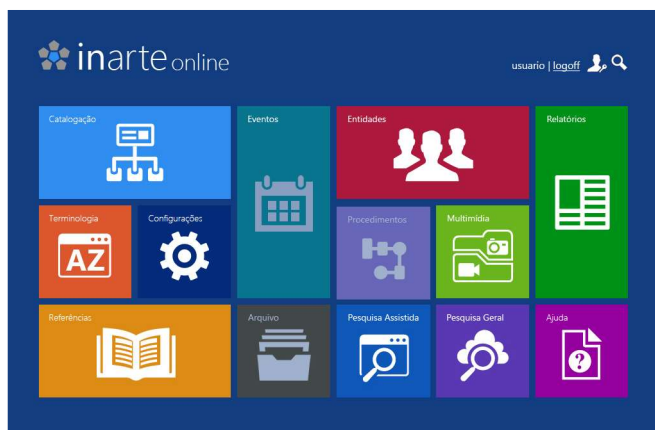 inarte online
usuario | logoff
Catalogação
Eventos
Entidades
Relatórios
Terminologia
Configurações
Procedimentos
Multimídia
AZ
Referências
Arquivo
Pesquisa Assistida
Pesquisa Geral
Ajuda
?